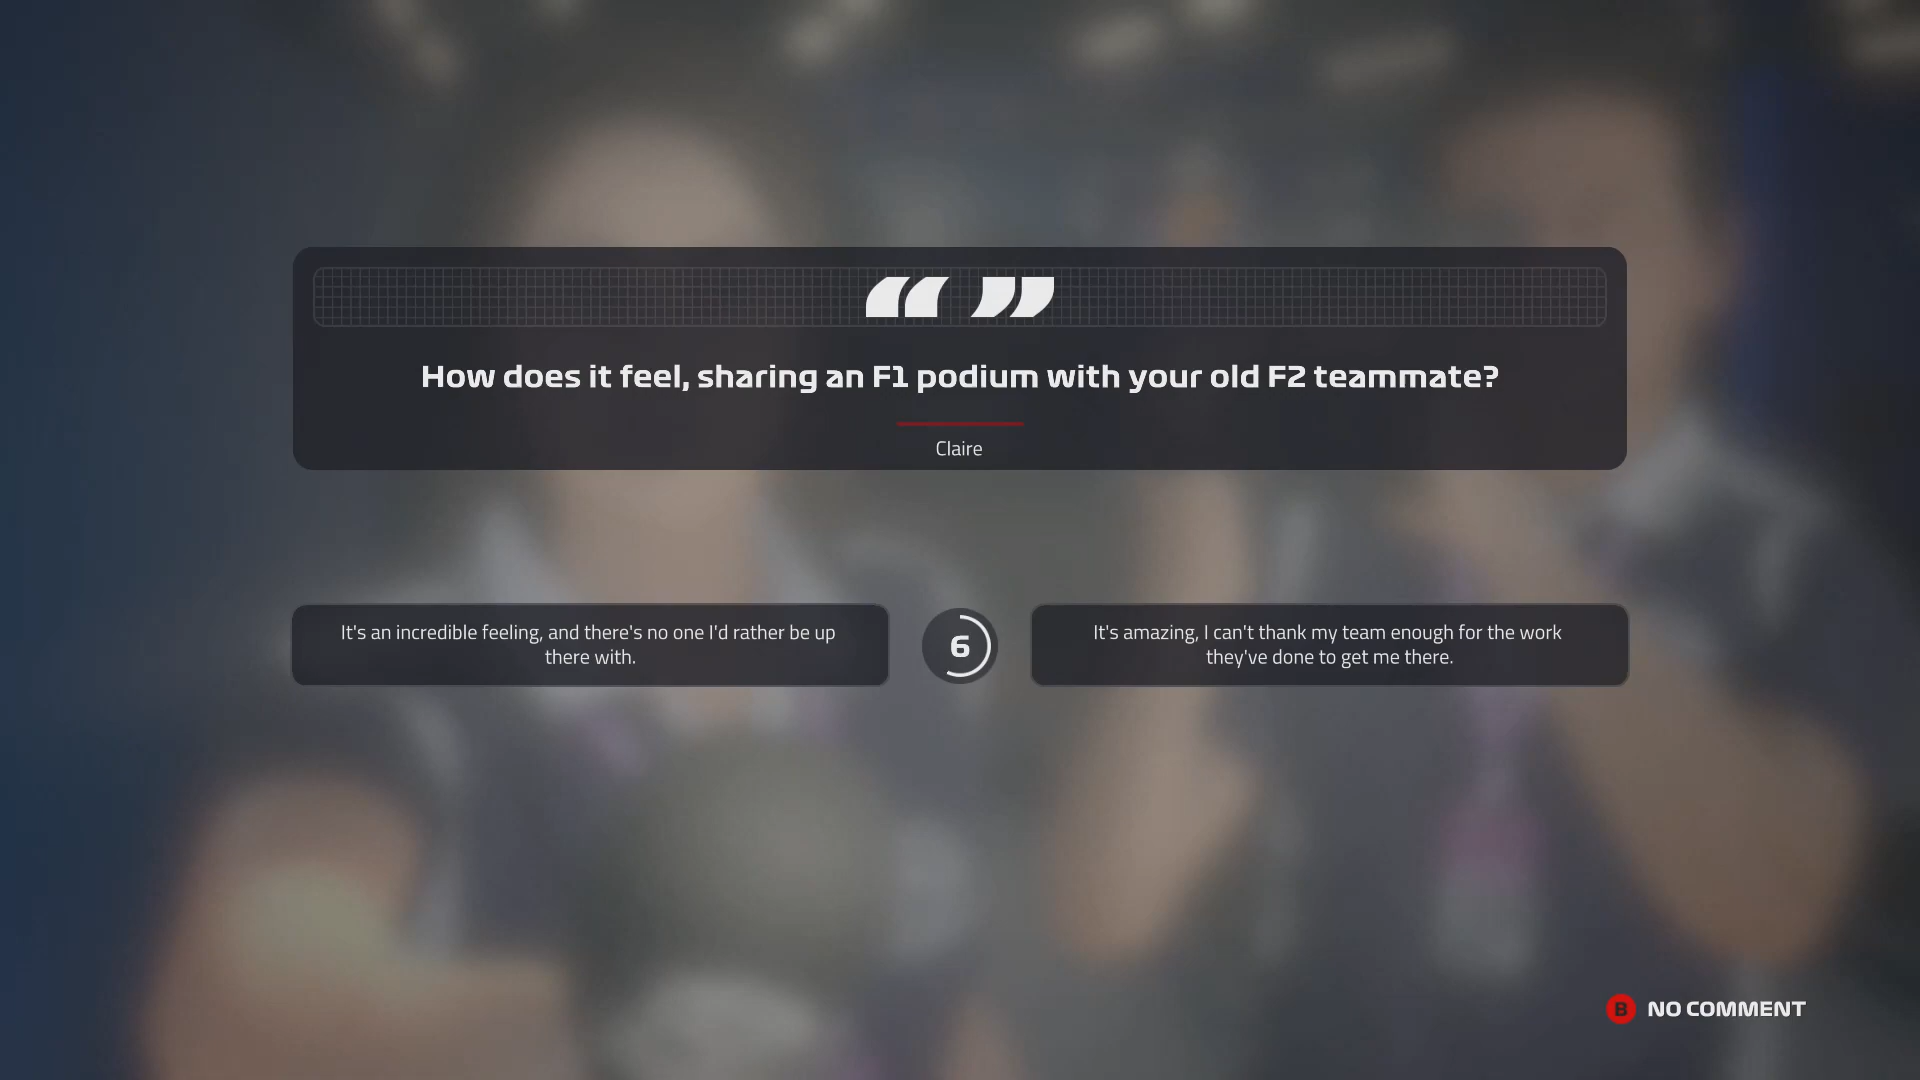 “ ”
How does it feel, sharing an F1 podium with your old F2 teammate?
Claire
It's an incredible feeling, and there's no one I'd rather be up
there with.
6
It's amazing, I can't thank my team enough for the work
they've done to get me there.
B NO COMMENT